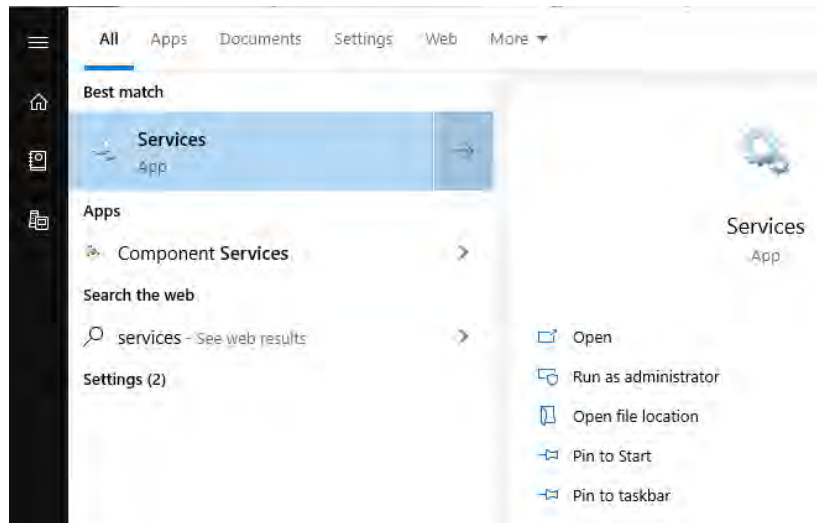 All Apps Documents Settings Web More
Best match
Services
App
Apps
Component Services
Search the web
services - See web results
Settings (2)
Services
App
Open
Run as administrator
Open file location
Pin to Start
Pin to taskbar